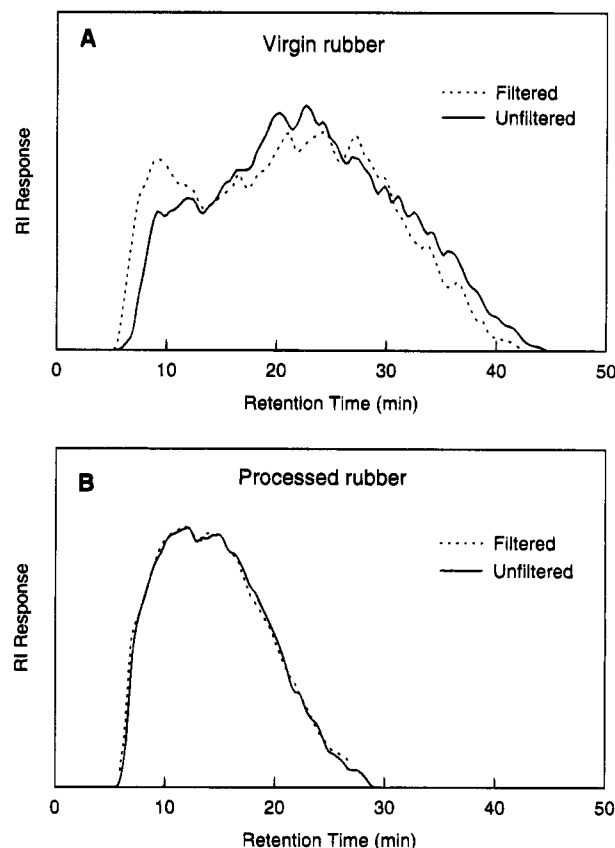 A
Virgin rubber
Filtered
Unfiltered
RI Response
0 10 20 30 40 50
Retention Time (min)
B
Processed rubber
Filtered
Unfiltered
RI Response
0 10 20 30 40 50
Retention Time (min)